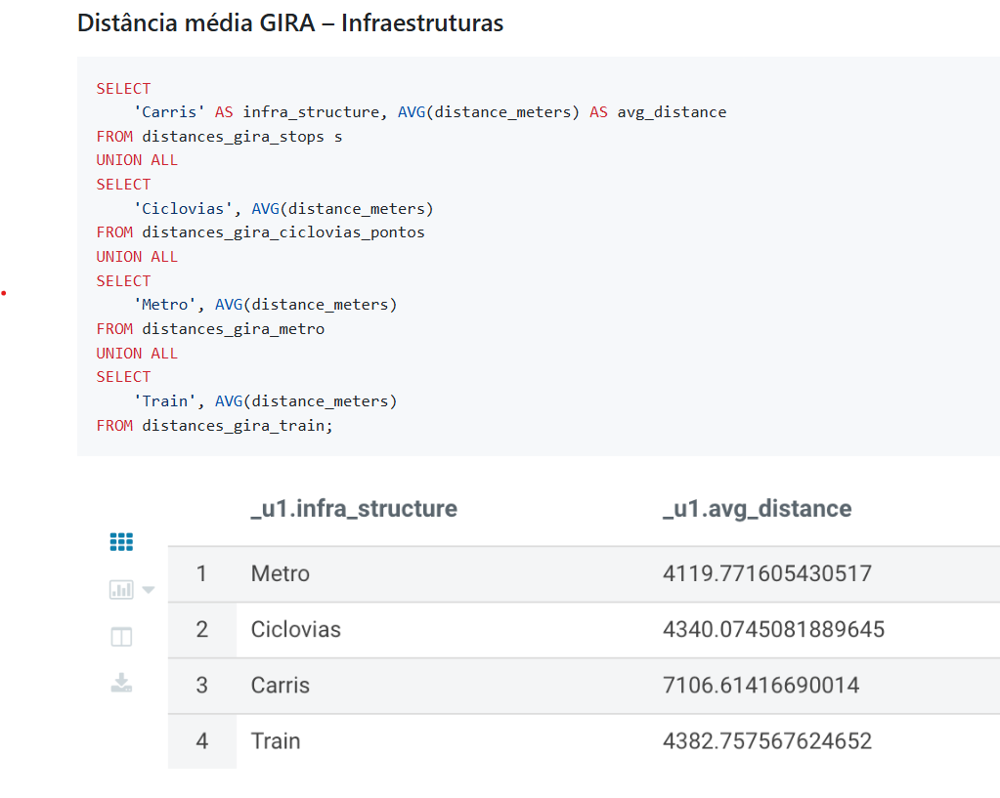 Distância média GIRA – Infraestruturas
SELECT
'Carris' AS infra_structure, AVG(distance_meters) AS avg_distance
FROM distances_gira_stops s
UNION ALL
SELECT
'Ciclovias', AVG(distance_meters)
FROM distances_gira_ciclovias_pontos
UNION ALL
SELECT
'Metro', AVG(distance_meters)
FROM distances_gira_metro
UNION ALL
SELECT
'Train', AVG(distance_meters)
FROM distances_gira_train;
_u1.infra_structure _u1.avg_distance
1 Metro 4119.771605430517
2 Ciclovias 4340.0745081889645
3 Carris 7106.61416690014
4 Train 4382.757567624652